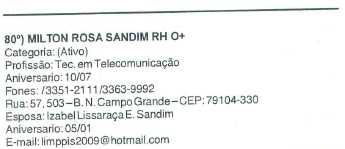 80º) MILTON ROSA SANDIM RH O+
Categoria: (Ativo)
Profissão: Tec. em Telecomunicação
Aniversario: 10/07
Fones: /3351-2111/3363-9992
Rua: 57, 503 – B. N. Campo Grande – CEP: 79104-330
Esposa: Izabel Lissaraça E. Sandim
Aniversario: 05/01
E-mail: limppis2009@hotmail.com